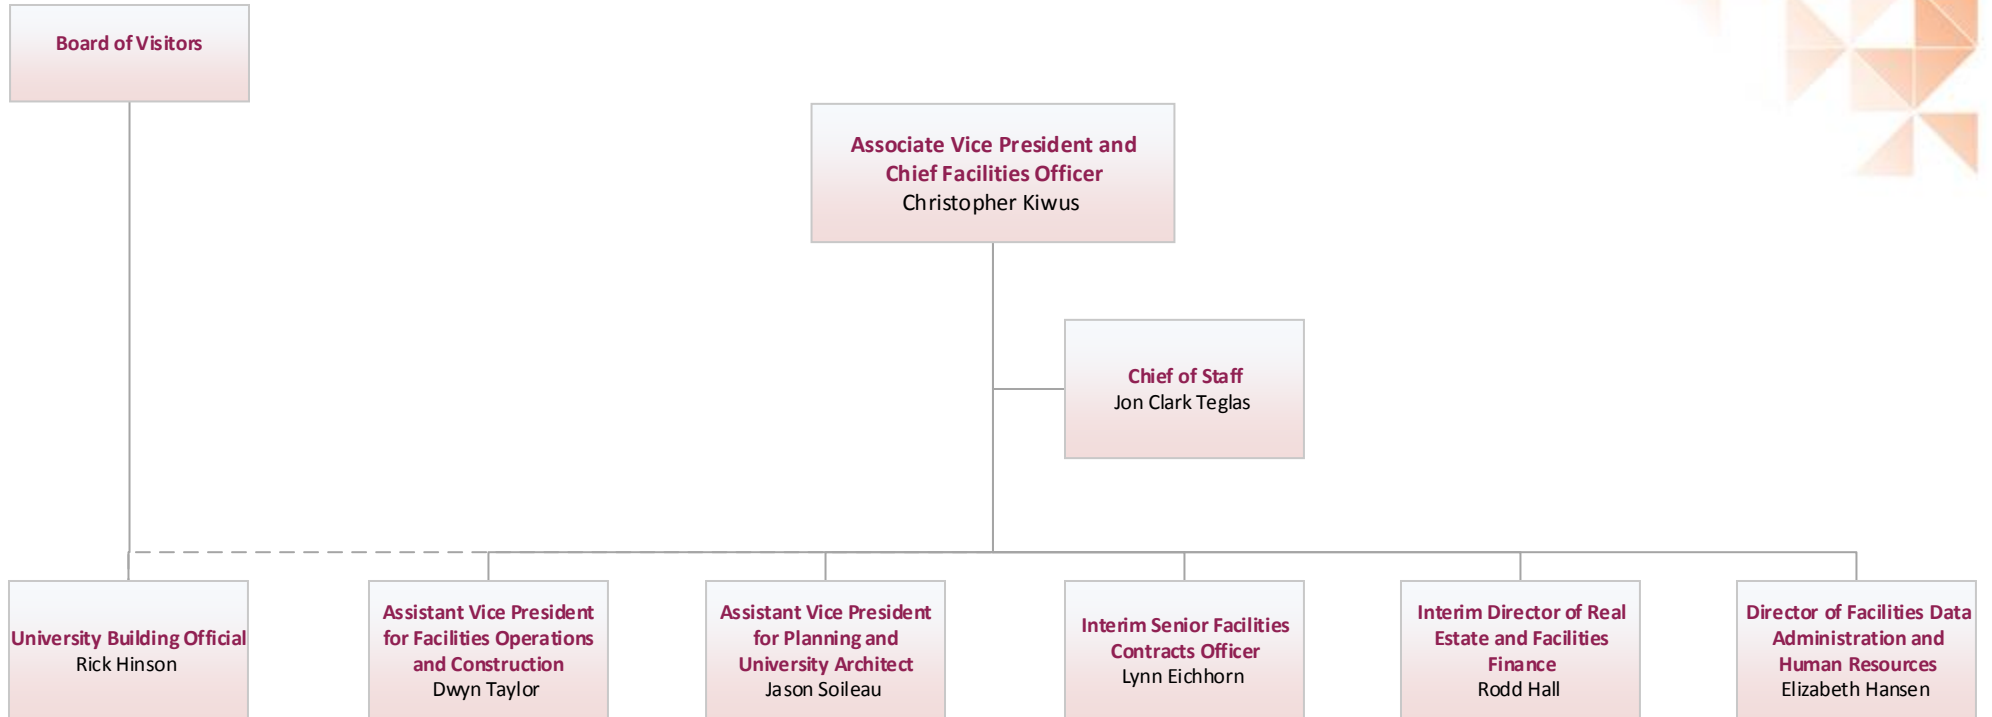 Board of Visitors
Associate Vice President and
Chief Facilities Officer
Christopher Kiwus
Chief of Staff
Jon Clark Teglas
University Building Official
Rick Hinson
Assistant Vice President
for Facilities Operations
and Construction
Dwyn Taylor
Assistant Vice President
for Planning and
University Architect
Jason Soileau
Interim Senior Facilities
Contracts Officer
Lynn Eichhorn
Interim Director of Real
Estate and Facilities
Finance
Rodd Hall
Director of Facilities Data
Administration and
Human Resources
Elizabeth Hansen